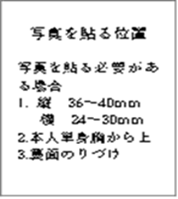 写真を貼る位置
写真を貼る必要があ
る場合
1. 縦　36～40mm
横　24～30mm
2.本人単身胸から上
3.裏面のりづけ